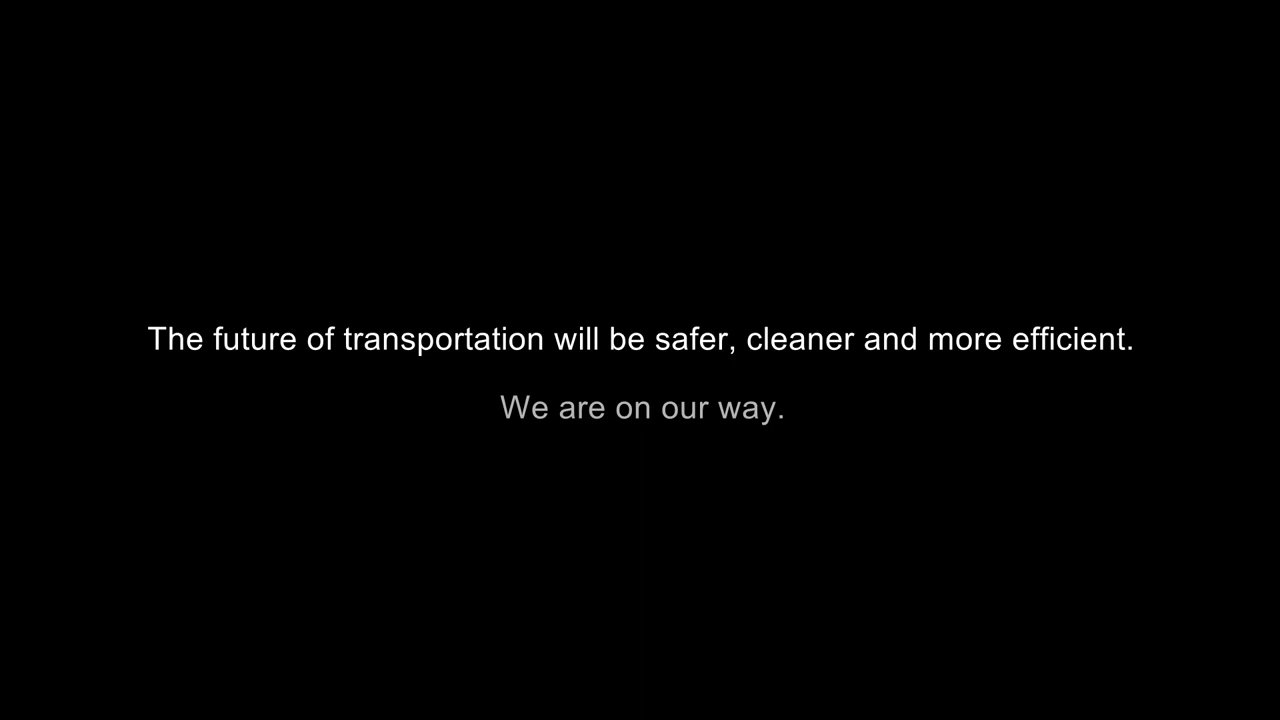 The future of transportation will be safer, cleaner and more efficient.
We are on our way.